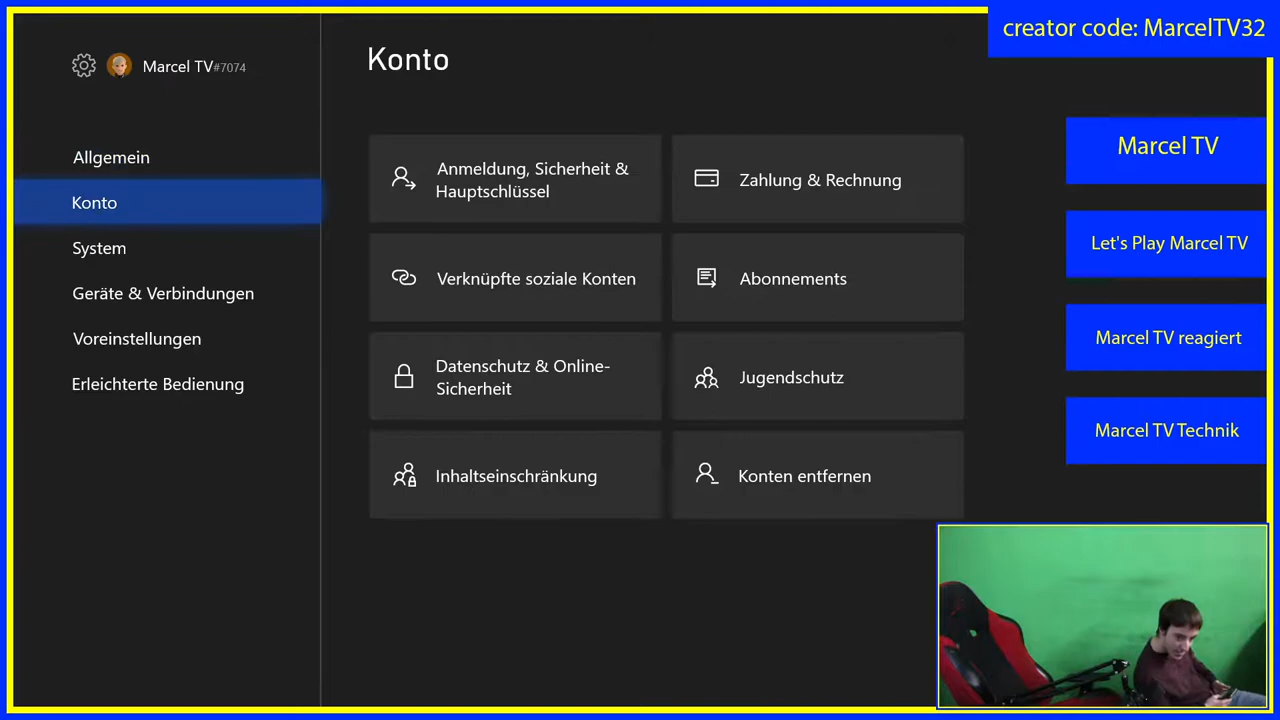 creator code: MarcelTV32
Marcel TV#7074
Konto
Allgemein
Konto
System
Geräte & Verbindungen
Voreinstellungen
Erleichterte Bedienung
Anmeldung, Sicherheit &
Hauptschlüssel
Zahlung & Rechnung
Verknüpfte soziale Konten
Abonnements
Datenschutz & Online-
Sicherheit
Jugendschutz
Inhaltseinschränkung
Konten entfernen
Marcel TV
Let's Play Marcel TV
Marcel TV reagiert
Marcel TV Technik